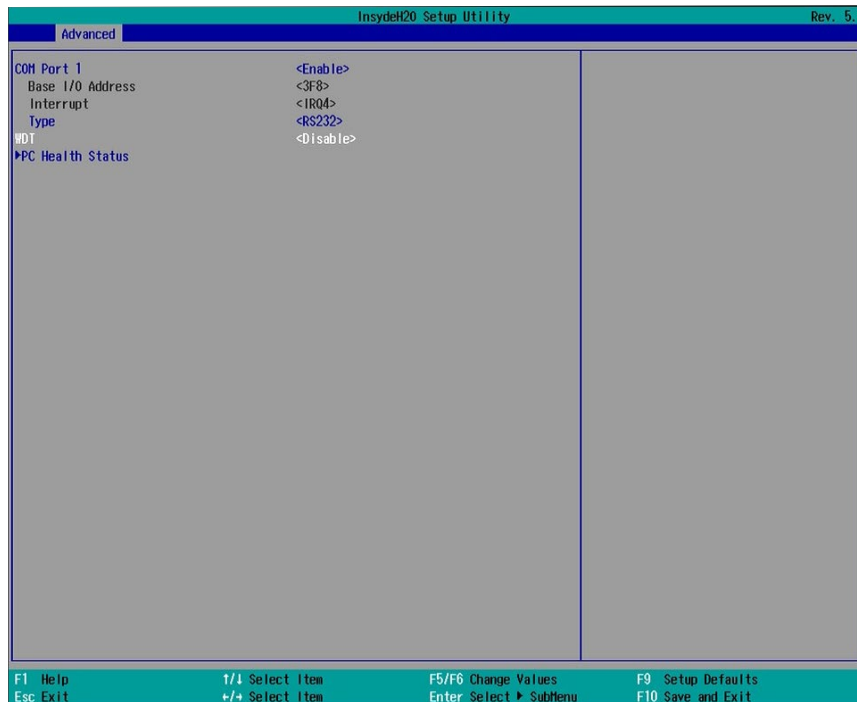 InsydeH20 Setup Utility Rev. 5.
Advanced
COM Port 1 <Enable>
Base I/O Address <3F8>
Interrupt <IRQ4>
Type <RS232>
WDT <Disable>
▶PC Health Status
F1 Help ↑/↓ Select Item F5/F6 Change Values F9 Setup Defaults
Esc Exit ←/→ Select Item Enter Select ▶ SubMenu F10 Save and Exit